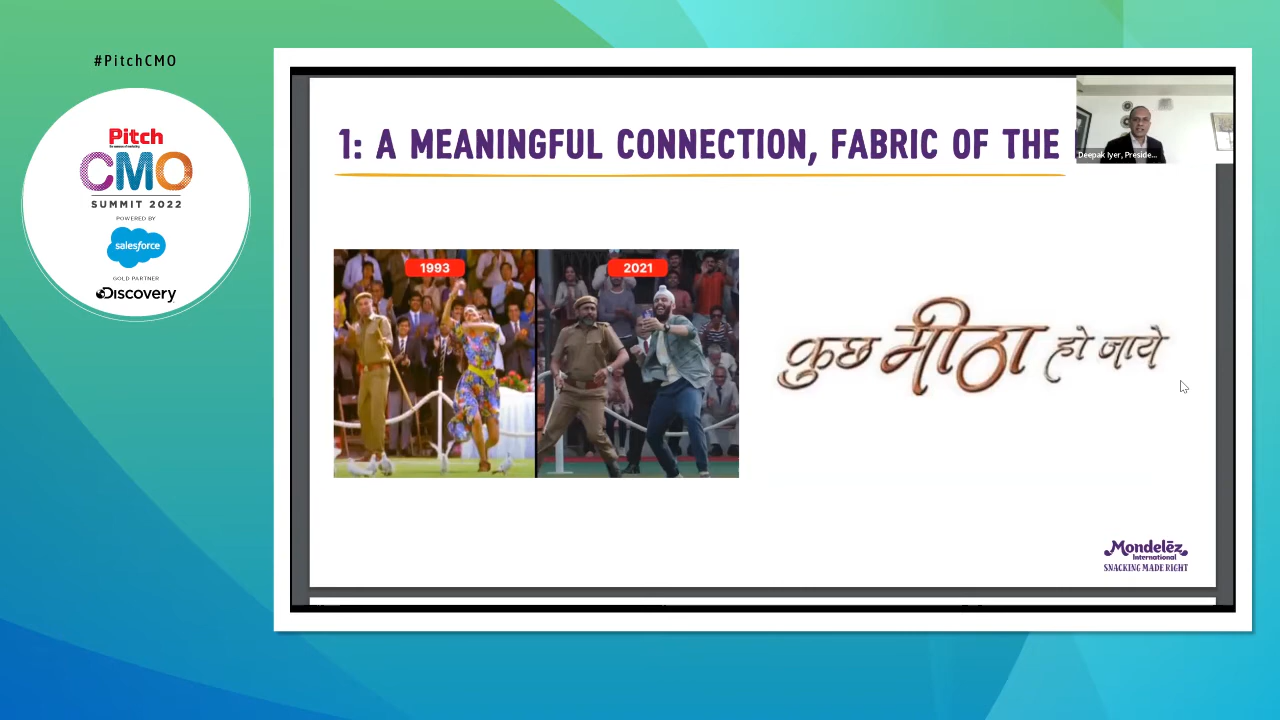 #PitchCMO
Pitch
CMO
SUMMIT 2022
POWERED BY
salesforce
GOLD PARTNER
Discovery
1: A MEANINGFUL CONNECTION, FABRIC OF THE
Deepak Iyer, Preside...
1993
2021
कुछ मीठा हो जाये
Mondelēz
International
SNACKING MADE RIGHT